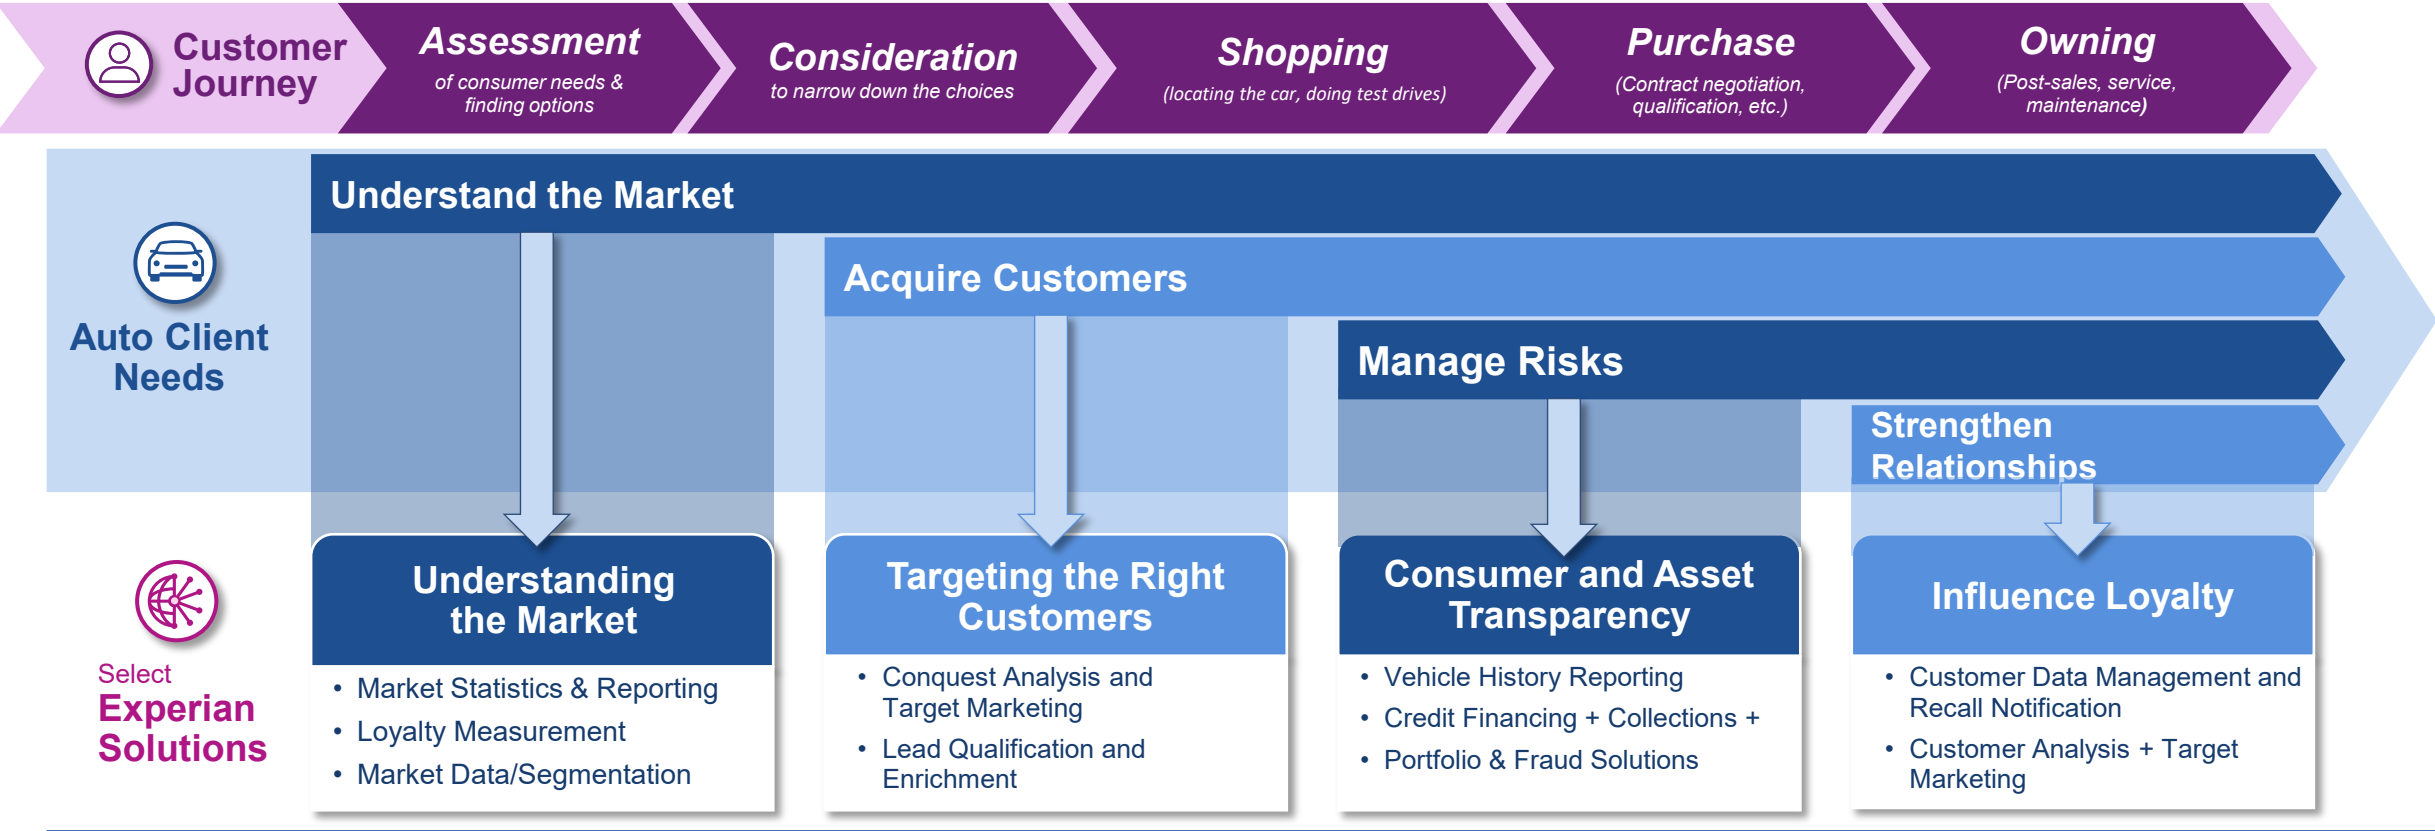 Customer
Journey
Assessment
of consumer needs &
finding options
Consideration
to narrow down the choices
Shopping
(locating the car, doing test drives)
Purchase
(Contract negotiation,
qualification, etc.)
Owning
(Post-sales, service,
maintenance)
Auto Client
Needs
Understand the Market
Acquire Customers
Manage Risks
Strengthen
Relationships
Select
Experian
Solutions
Understanding
the Market
• Market Statistics & Reporting
• Loyalty Measurement
• Market Data/Segmentation
Targeting the Right
Customers
• Conquest Analysis and
Target Marketing
• Lead Qualification and
Enrichment
Consumer and Asset
Transparency
• Vehicle History Reporting
• Credit Financing + Collections +
• Portfolio & Fraud Solutions
Influence Loyalty
• Customer Data Management and
Recall Notification
• Customer Analysis + Target
Marketing